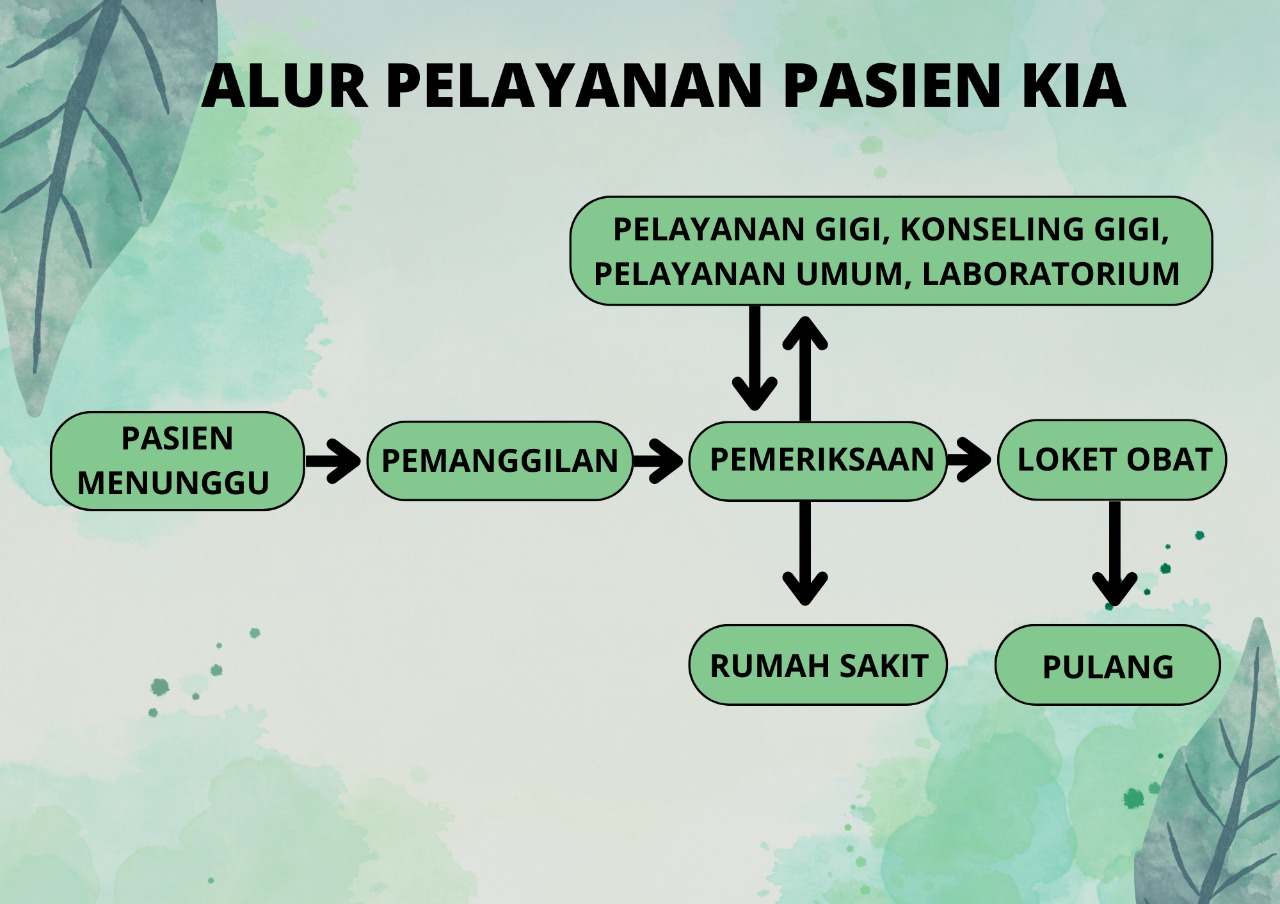 ALUR PELAYANAN PASIEN KIA
PELAYANAN GIGI, KONSELING GIGI,
PELAYANAN UMUM, LABORATORIUM
PASIEN
MENUNGGU
PEMANGGILAN
PEMERIKSAAN
LOKET OBAT
RUMAH SAKIT
PULANG